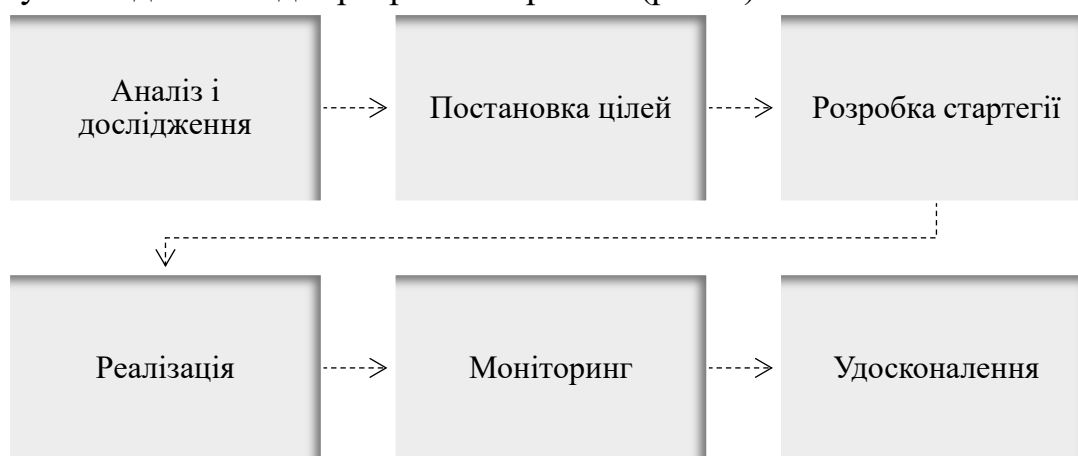 Аналіз і
дослідження
Постановка цілей
Розробка стартегії
Реалізація
Моніторинг
Удосконалення